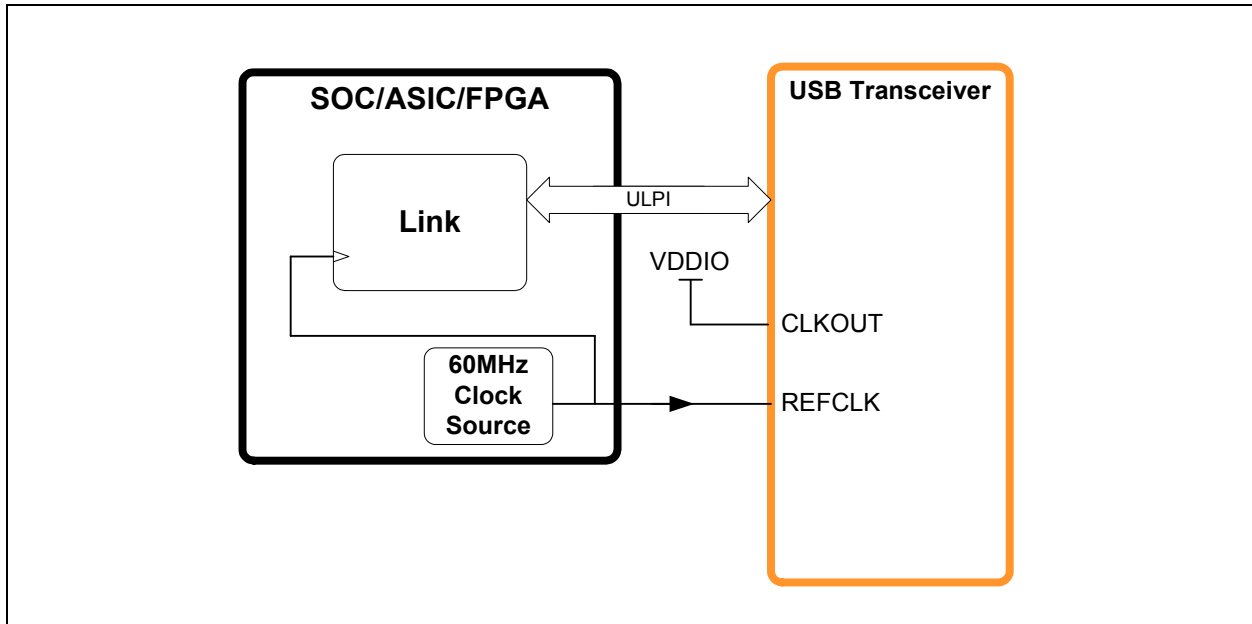 SOC/ASIC/FPGA
USB Transceiver
Link
ULPI
VDDIO
CLKOUT
60MHz
Clock
Source
REFCLK